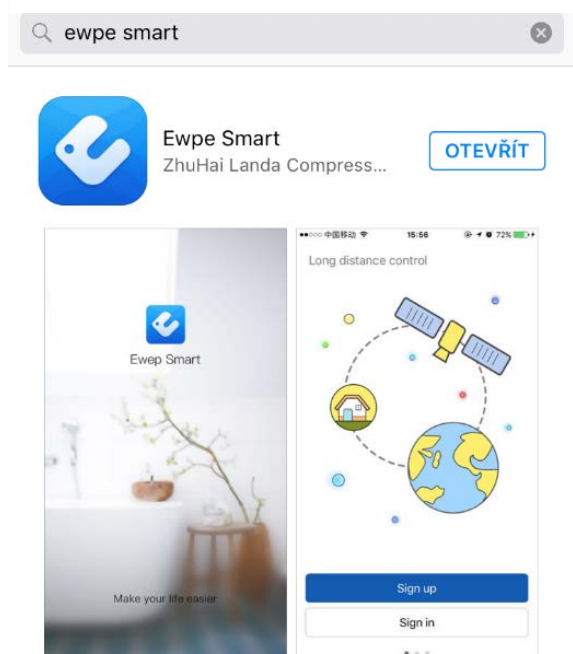 ewpe smart
Ewpe Smart
ZhuHai Landa Compress...
OTEVŘÍT
Ewep Smart
Make your life easier
中国移动 15:56 72%
Long distance control
Sign up
Sign in